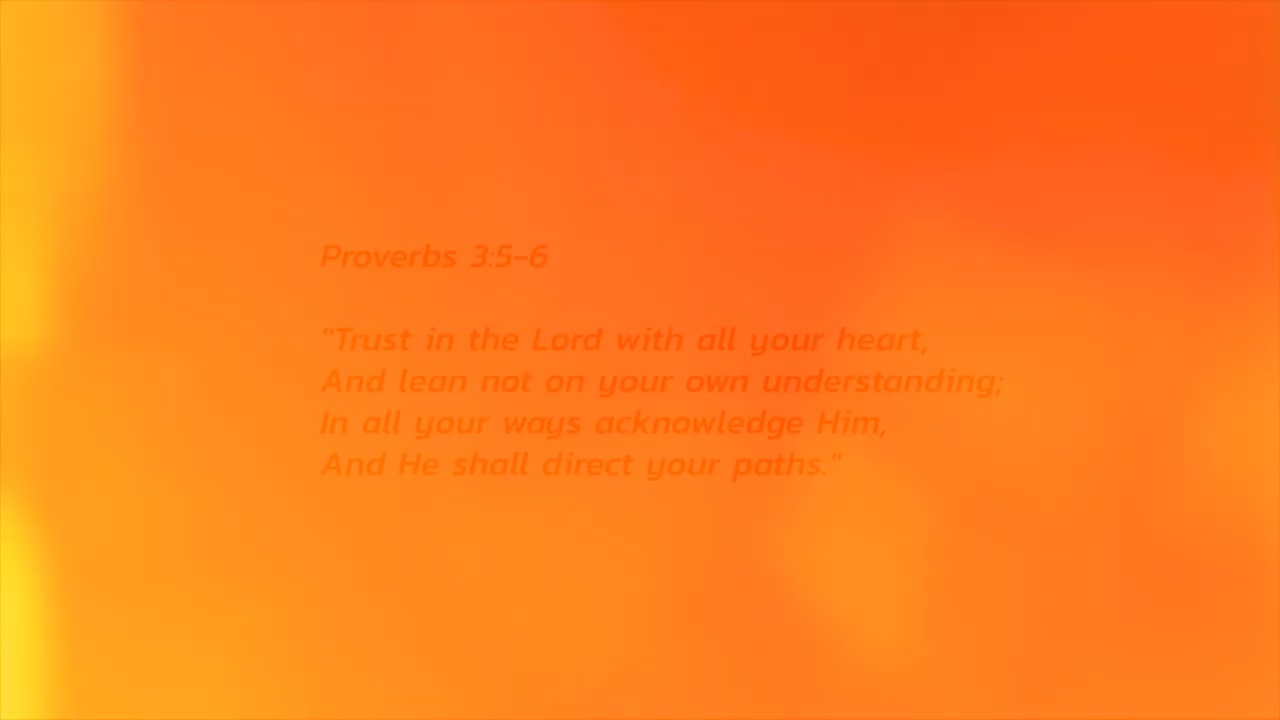 Proverbs 3:5-6
"Trust in the Lord with all your heart,
And lean not on your own understanding;
In all your ways acknowledge Him,
And He shall direct your paths."